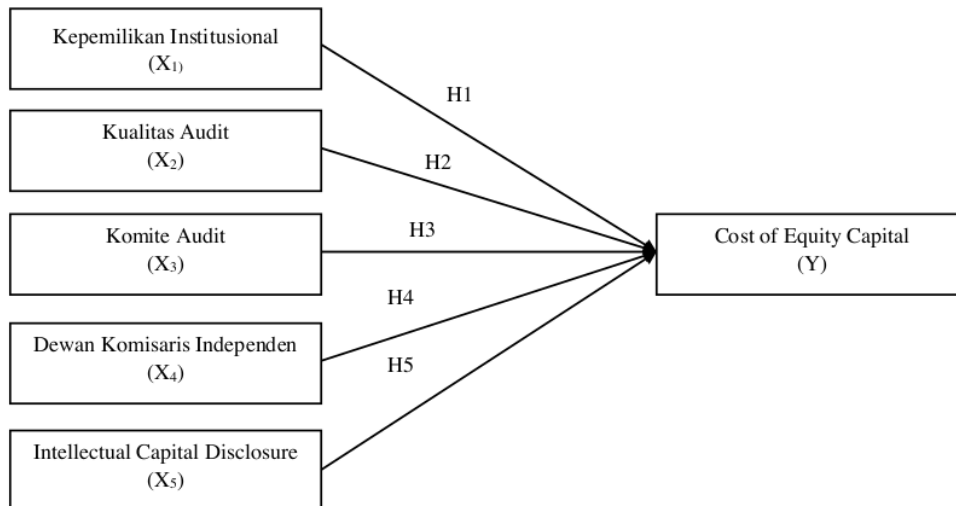 Kepemilikan Institusional
(X₁₎
H1
Kualitas Audit
(X₂)
H2
Komite Audit
(X₃)
H3
Cost of Equity Capital
(Y)
H4
Dewan Komisaris Independen
(X₄)
H5
Intellectual Capital Disclosure
(X₅)